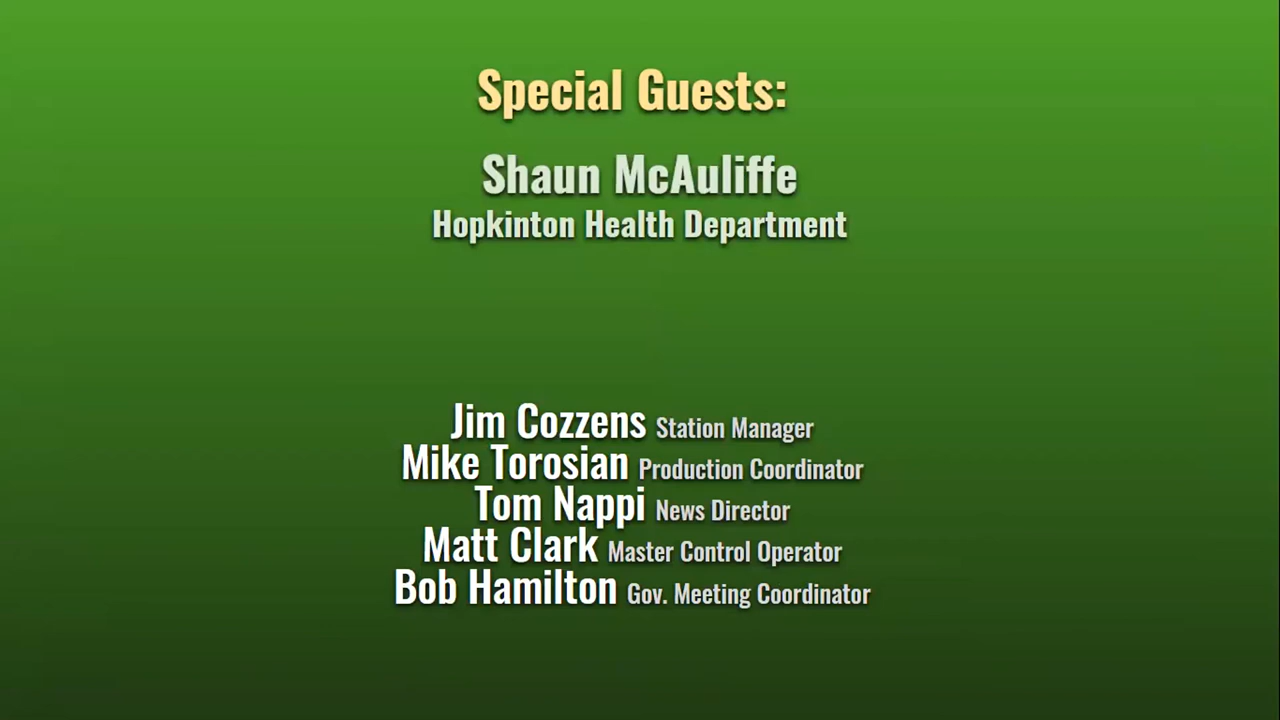 Special Guests:
Shaun McAuliffe
Hopkinton Health Department
Jim Cozzens Station Manager
Mike Torosian Production Coordinator
Tom Nappi News Director
Matt Clark Master Control Operator
Bob Hamilton Gov. Meeting Coordinator